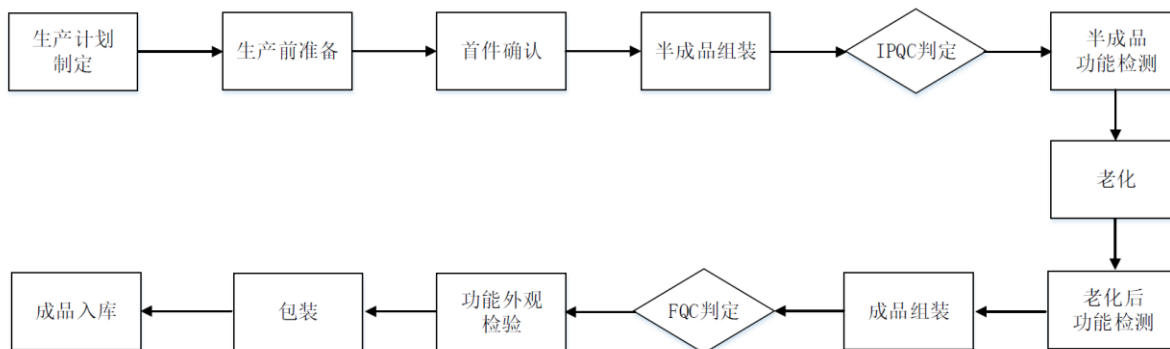 生产计划
制定
生产前准备
首件确认
半成品组装
IPQC判定
半成品
功能检测
老化
老化后
功能检测
成品组装
FQC判定
功能外观
检验
包装
成品入库